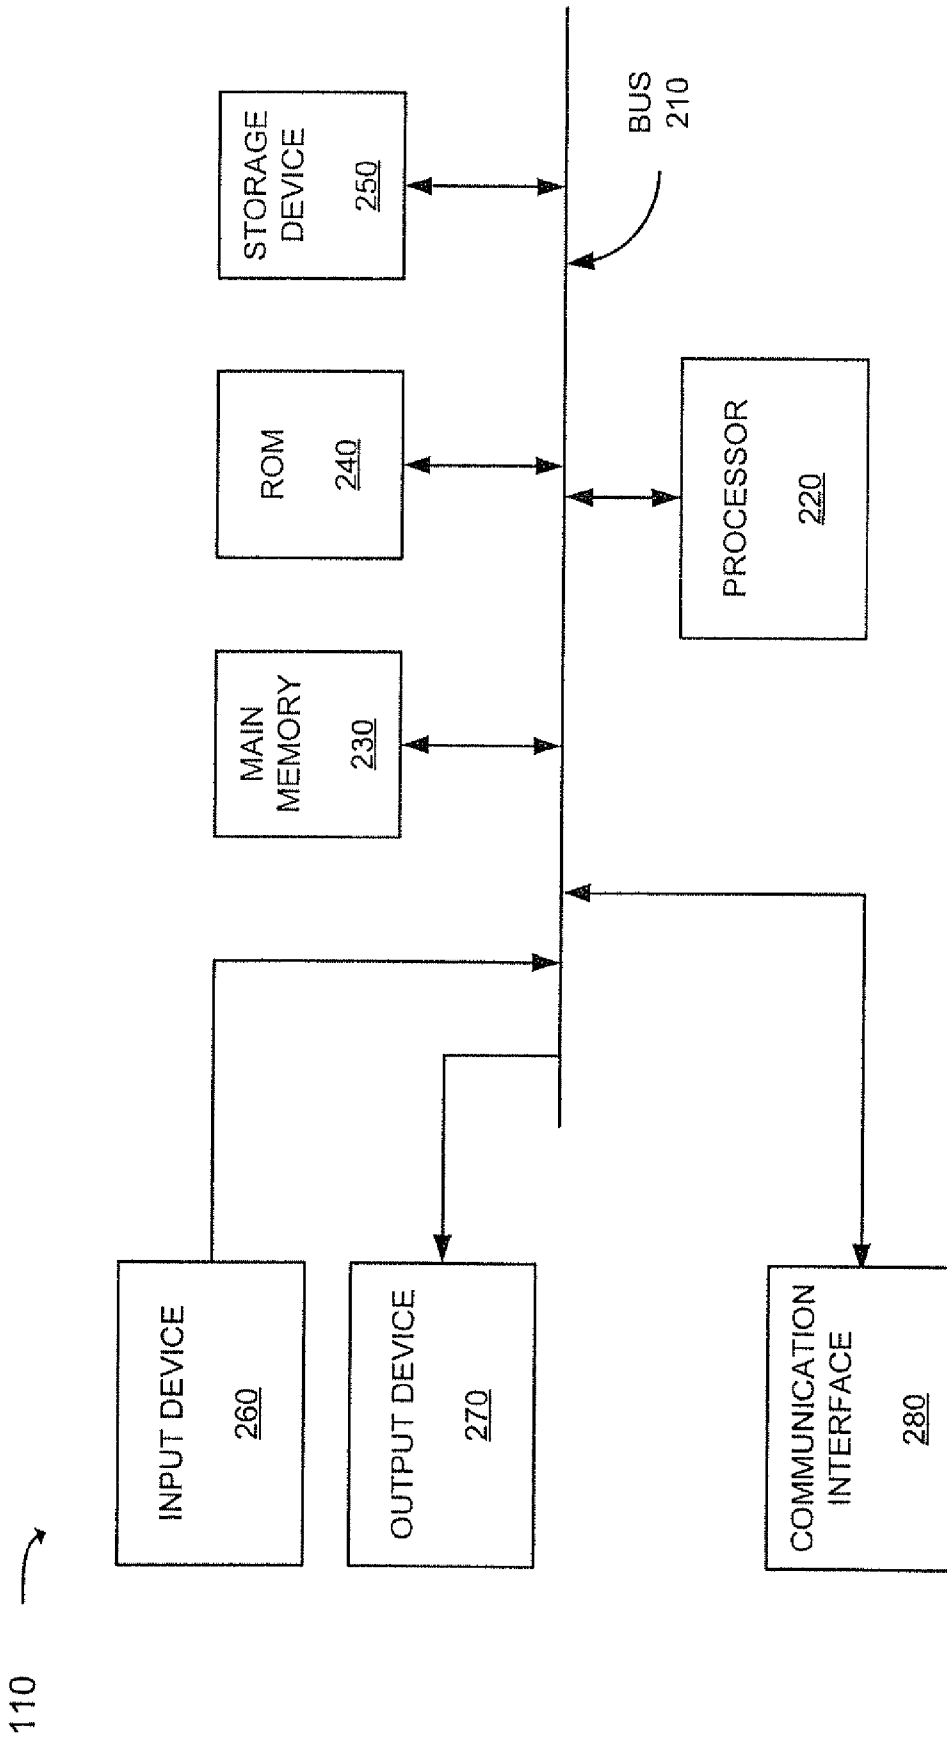 110
INPUT DEVICE
260
OUTPUT DEVICE
270
COMMUNICATION
INTERFACE
280
MAIN
MEMORY
230
ROM
240
STORAGE
DEVICE
250
PROCESSOR
220
BUS
210